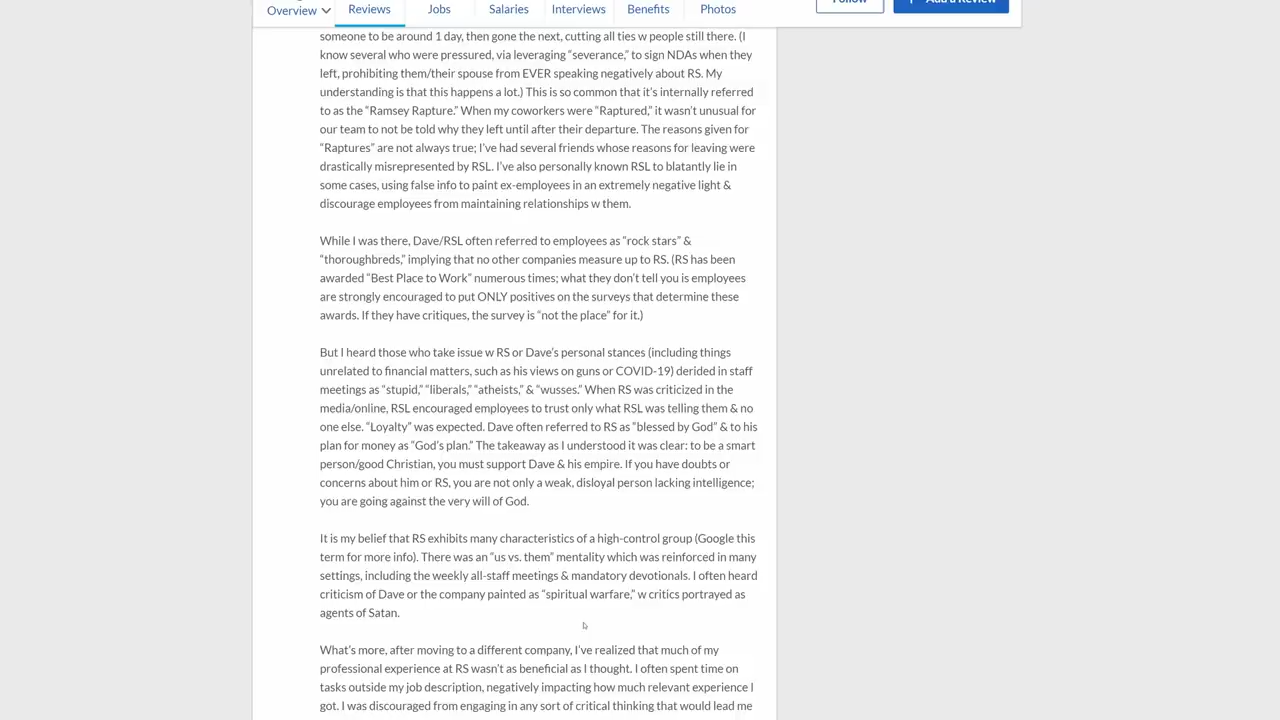 Overview
Reviews
Jobs
Salaries
Interviews
Benefits
Photos
Follow
Add a Review
someone to be around 1 day, then gone the next, cutting all ties w people still there. (I
know several who were pressured, via leveraging “severance,” to sign NDAs when they
left, prohibiting them/their spouse from EVER speaking negatively about RS. My
understanding is that this happens a lot.) This is so common that it’s internally referred
to as the “Ramsey Rapture.” When my coworkers were “Raptured,” it wasn’t unusual for
our team to not be told why they left until after their departure. The reasons given for
“Raptures” are not always true; I’ve had several friends whose reasons for leaving were
drastically misrepresented by RSL. I’ve also personally known RSL to blatantly lie in
some cases, using false info to paint ex-employees in an extremely negative light &
discourage employees from maintaining relationships w them.
While I was there, Dave/RSL often referred to employees as “rock stars” &
“thoroughbreds,” implying that no other companies measure up to RS. (RS has been
awarded “Best Place to Work” numerous times; what they don’t tell you is employees
are strongly encouraged to put ONLY positives on the surveys that determine these
awards. If they have critiques, the survey is “not the place” for it.)
But I heard those who take issue w RS or Dave’s personal stances (including things
unrelated to financial matters, such as his views on guns or COVID-19) derided in staff
meetings as “stupid,” “liberals,” “atheists,” & “wusses.” When RS was criticized in the
media/online, RSL encouraged employees to trust only what RSL was telling them & no
one else. “Loyalty” was expected. Dave often referred to RS as “blessed by God” & to his
plan for money as “God’s plan.” The takeaway as I understood it was clear: to be a smart
person/good Christian, you must support Dave & his empire. If you have doubts or
concerns about him or RS, you are not only a weak, disloyal person lacking intelligence;
you are going against the very will of God.
It is my belief that RS exhibits many characteristics of a high-control group (Google this
term for more info). There was an “us vs. them” mentality which was reinforced in many
settings, including the weekly all-staff meetings & mandatory devotionals. I often heard
criticism of Dave or the company painted as “spiritual warfare,” w critics portrayed as
agents of Satan.
What’s more, after moving to a different company, I’ve realized that much of my
professional experience at RS wasn’t as beneficial as I thought. I often spent time on
tasks outside my job description, negatively impacting how much relevant experience I
got. I was discouraged from engaging in any sort of critical thinking that would lead me